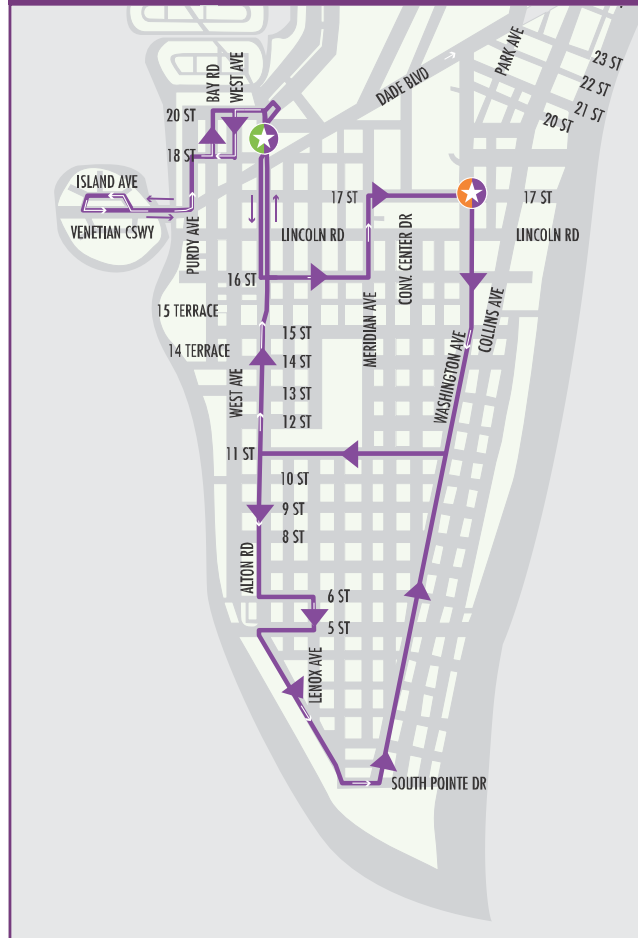 PARK AVE
23 ST
22 ST
21 ST
20 ST
BAY RD
WEST AVE
DADE BLVD
20 ST
18 ST
ISLAND AVE
VENETIAN CSWY
PURDY AVE
17 ST
17 ST
LINCOLN RD
LINCOLN RD
CONV. CENTER DR
16 ST
15 TERRACE
MERIDIAN AVE
COLLINS AVE
WASHINGTON AVE
15 ST
14 TERRACE
14 ST
WEST AVE
13 ST
12 ST
11 ST
10 ST
9 ST
8 ST
ALTON RD
6 ST
5 ST
LENOX AVE
SOUTH POINTE DR